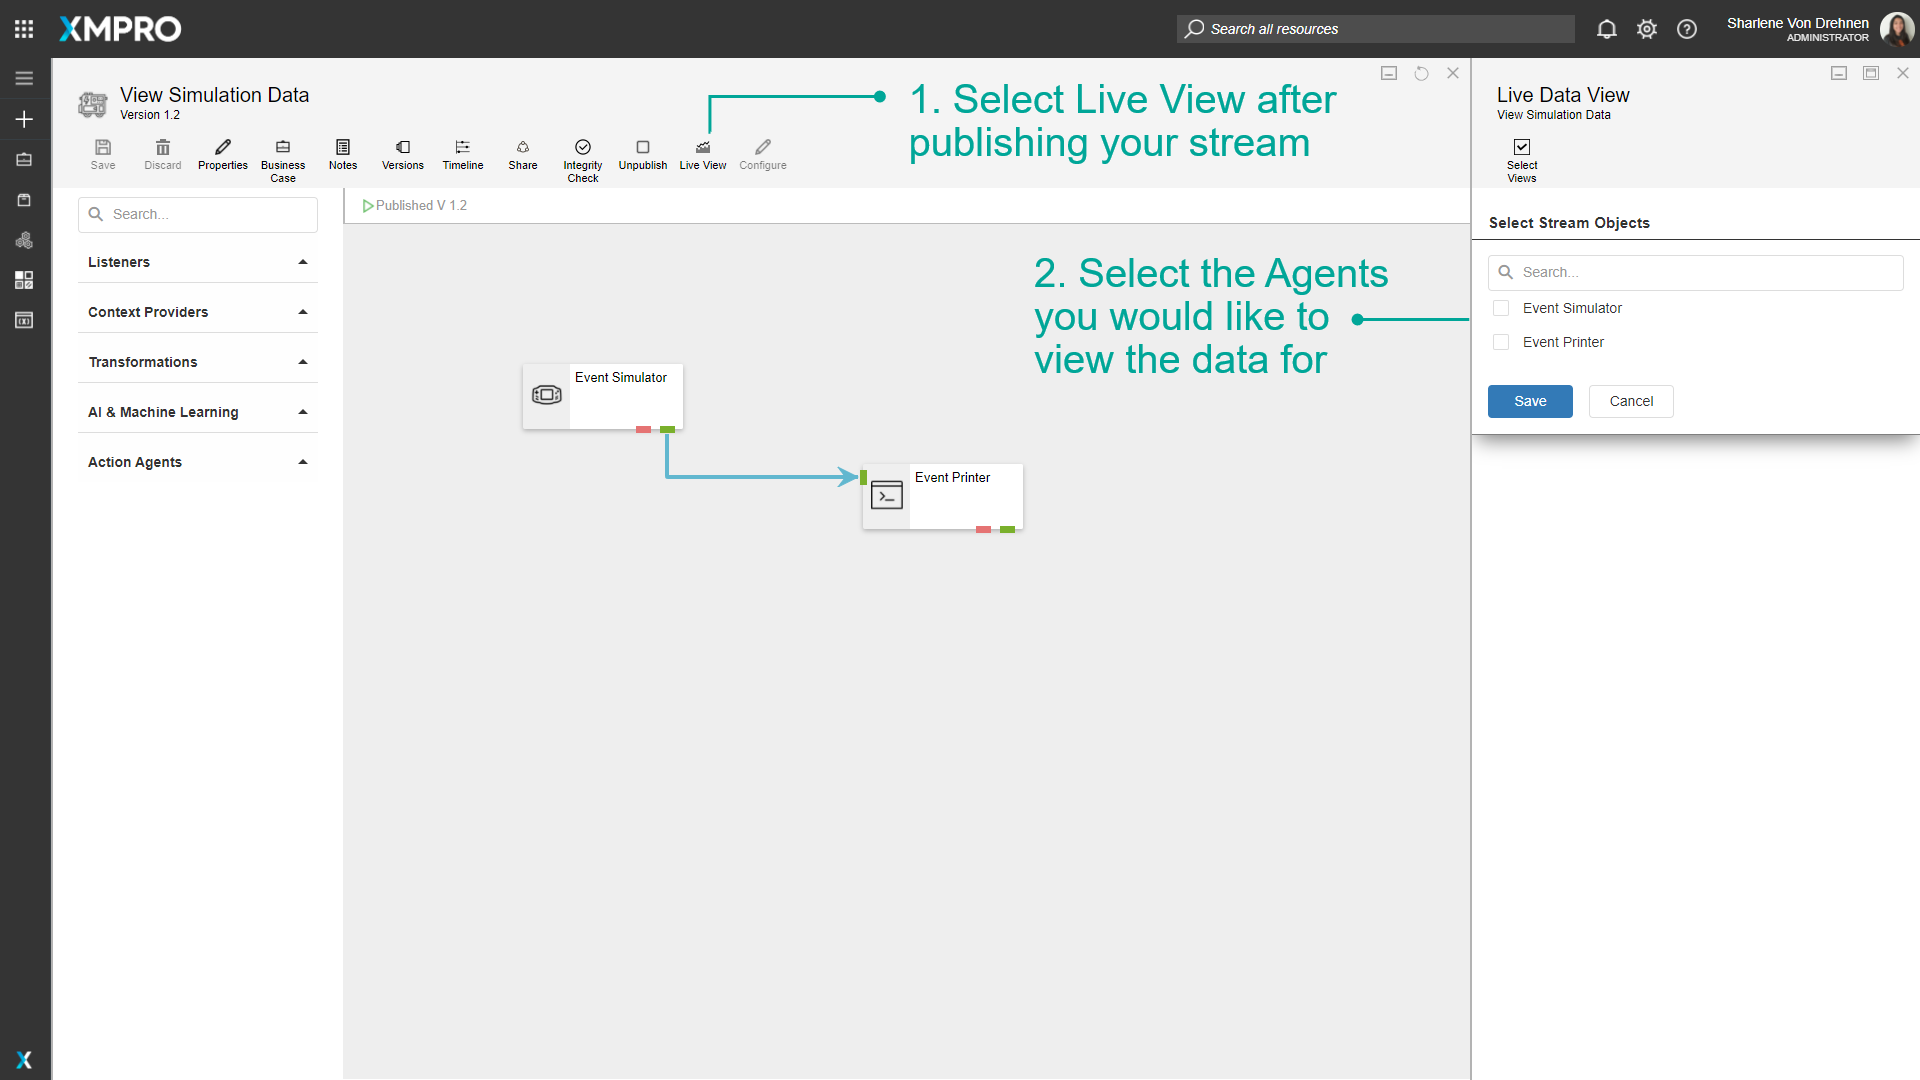 XMPRO
Search all resources
Sharlene Von Drehnen
ADMINISTRATOR
View Simulation Data
Version 1.2
Save
Discard
Properties
Business
Case
Notes
Versions
Timeline
Share
Integrity
Check
Unpublish
Live View
Configure
1. Select Live View after
publishing your stream
Live Data View
View Simulation Data
Select
Views
Search...
Listeners
Context Providers
Transformations
AI & Machine Learning
Action Agents
Published V 1.2
2. Select the Agents
you would like to
view the data for
Event Simulator
Event Printer
Select Stream Objects
Search...
Event Simulator
Event Printer
Save
Cancel